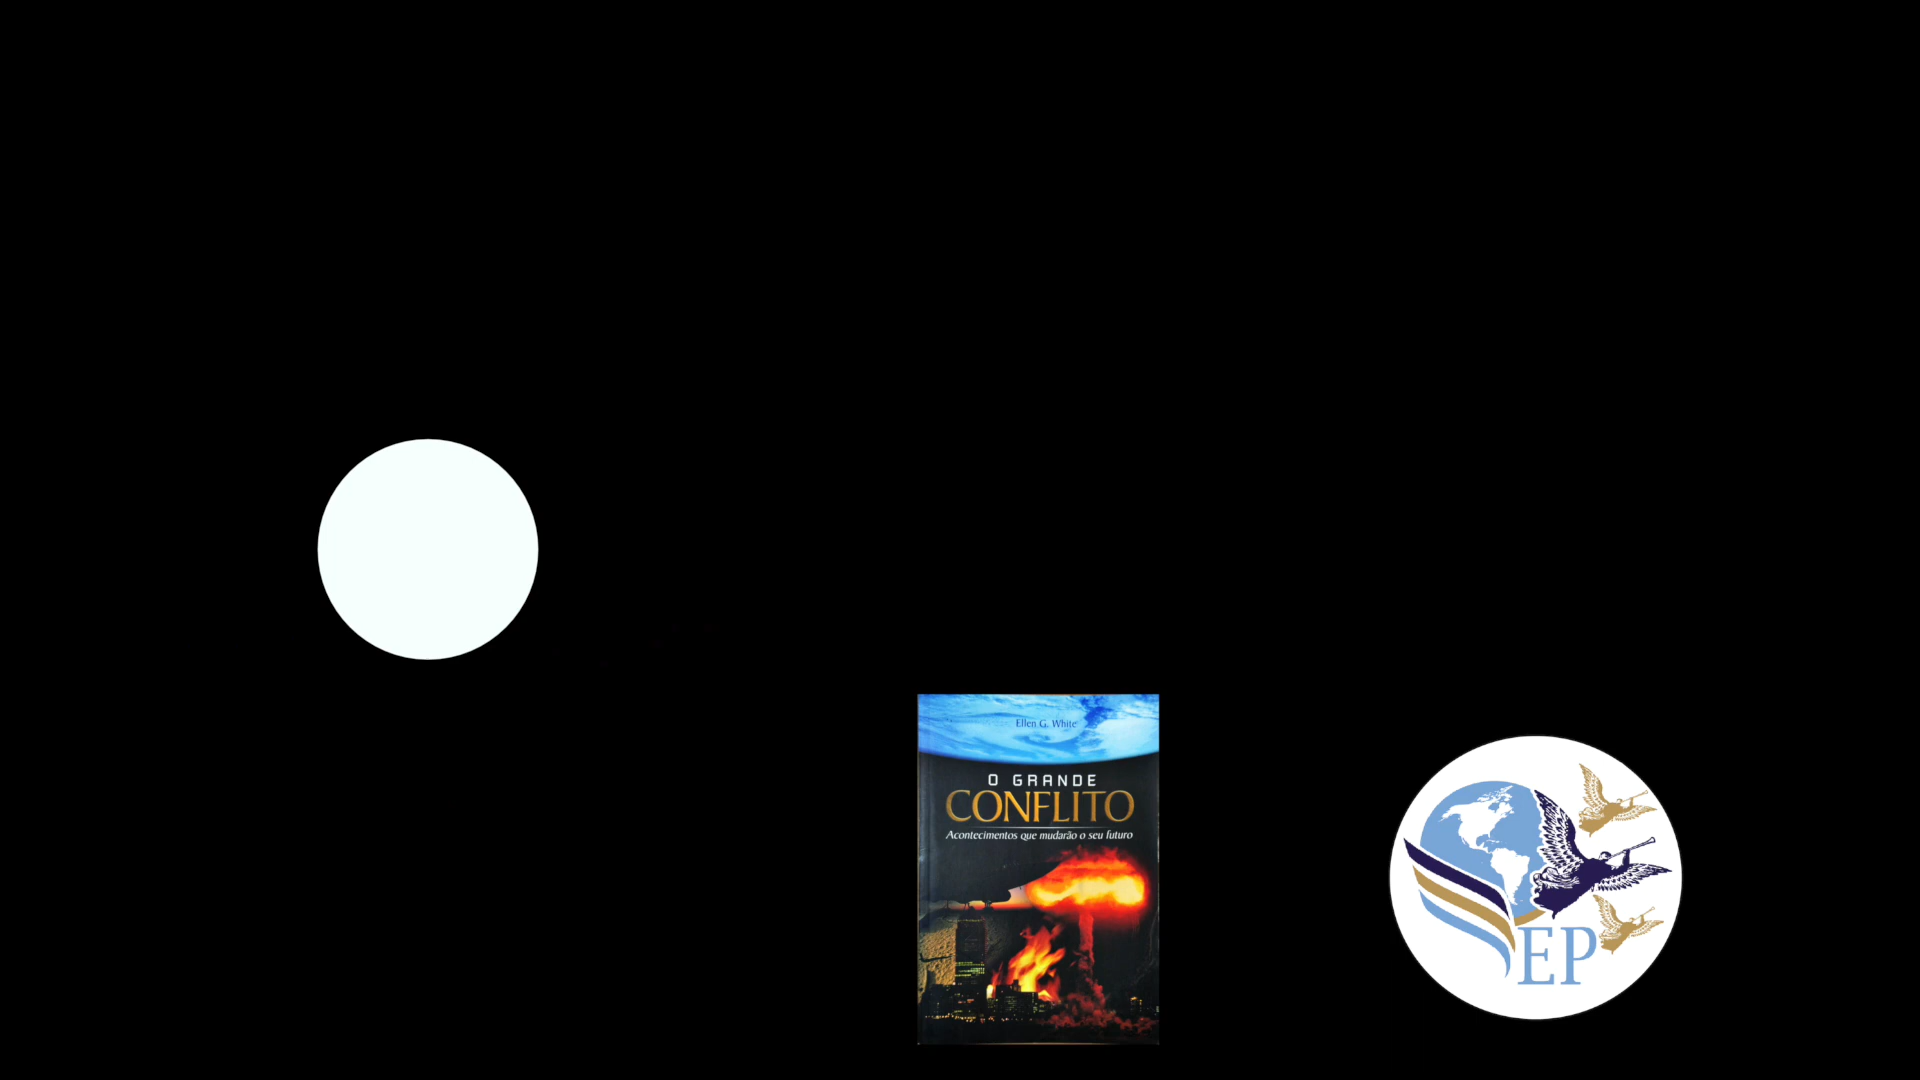 Ellen G. White
O GRANDE
CONFLITO
Acontecimentos que mudarão o seu futuro
EP